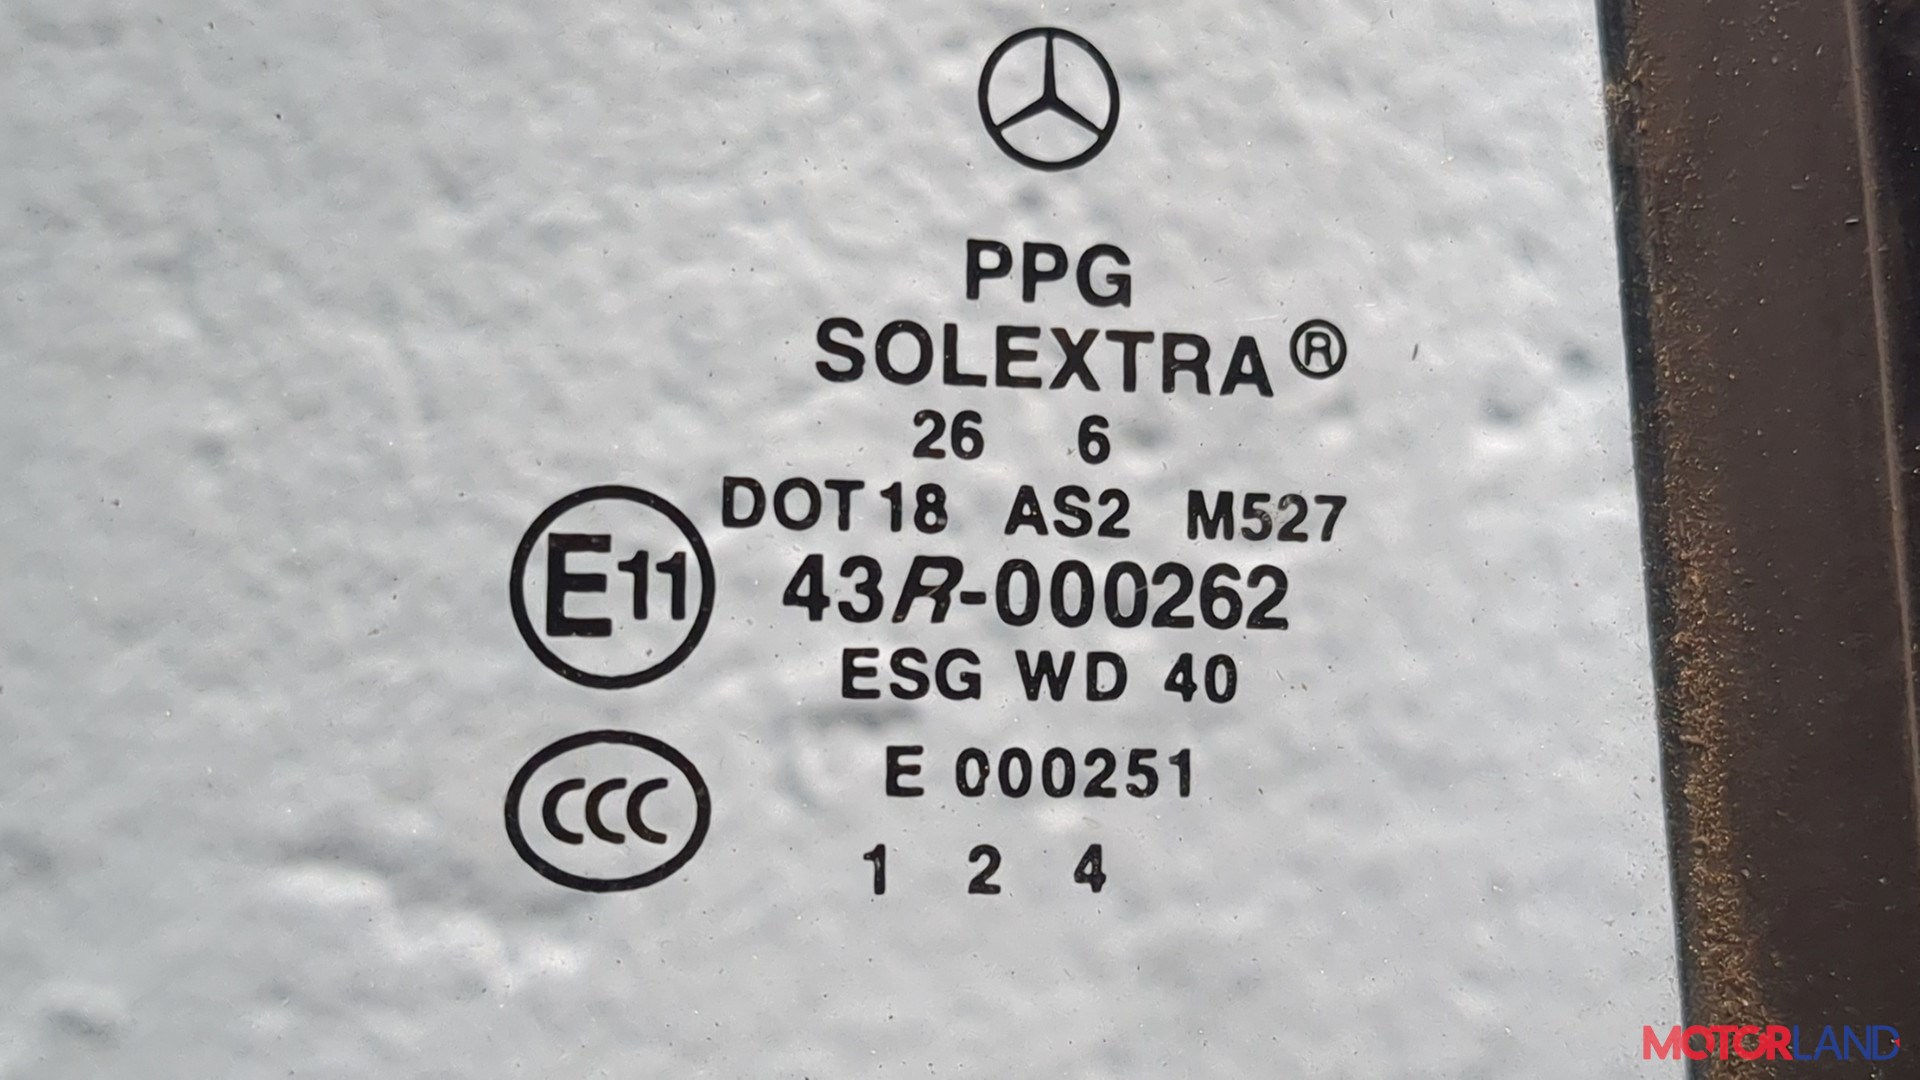 PPG
SOLEXTRA®
26 6
DOT 18 AS2 M527
E11 43R-000262
ESG WD 40
CCC E 000251
1 2 4
MOTORLAND